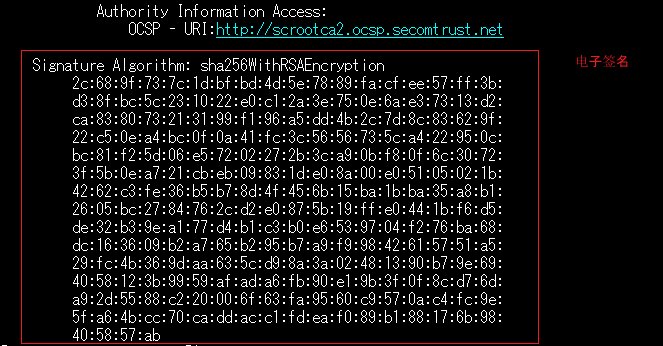 Authority Information Access:
OCSP - URI:http://scrootca2.ocsp.secomtrust.net
Signature Algorithm: sha256WithRSAEncryption
电子签名
2c:68:9f:73:7c:1d:bf:bd:4d:5e:78:89:fa:cf:ee:57:ff:3b:
d3:8f:bc:5c:23:10:22:e0:c1:2a:3e:75:0e:6a:e3:73:13:d2:
ca:83:80:73:21:31:99:f1:96:a5:dd:4b:2c:7d:8c:83:62:9f:
22:c5:0e:a4:bc:0f:0a:41:fc:3c:56:56:73:5c:a4:22:95:0c:
bc:81:f2:5d:06:e5:72:02:27:2b:3c:a9:0b:f8:0f:6c:30:72:
3f:5b:0e:a7:21:cb:eb:09:83:1d:e0:8a:00:e0:51:05:02:1b:
42:62:c3:fe:36:b5:b7:8d:4f:45:6b:15:ba:1b:ba:35:a8:b1:
26:05:bc:27:84:76:2c:d2:e0:87:5b:19:ff:e0:44:1b:f6:d5:
de:32:b3:9e:a1:77:d4:b1:c3:b0:e6:53:97:04:f2:76:ba:68:
dc:16:36:09:b2:a7:65:b2:95:b7:a9:f9:98:42:61:57:51:a5:
29:fc:4b:36:9d:aa:63:5c:d9:8a:3a:02:48:13:90:b7:9e:69:
40:58:12:3b:99:59:af:ad:a6:fb:90:e1:9b:3f:0f:8c:d7:6d:
a9:2d:55:88:c2:20:00:6f:63:fa:95:60:c9:57:0a:c4:fc:9e:
5f:a6:4b:cc:70:ca:dd:ac:c1:fd:ea:f0:89:b1:88:17:6b:98:
40:58:57:ab